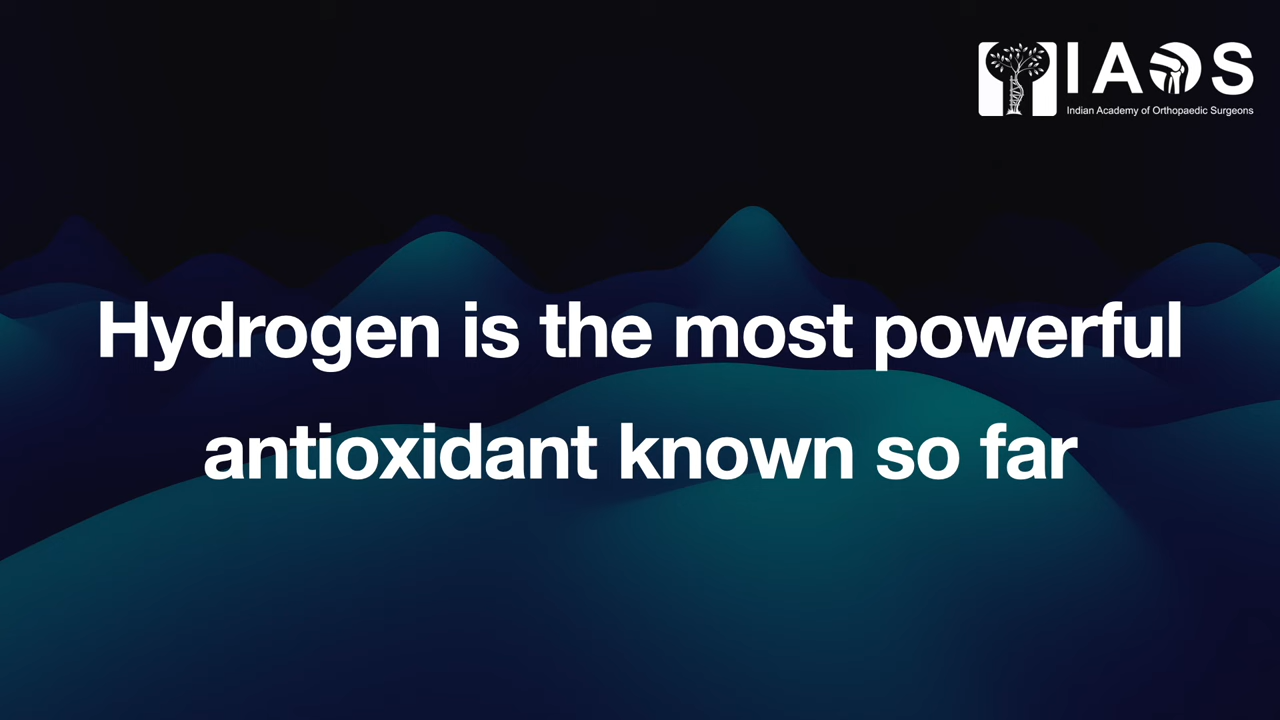 IAOS
Indian Academy of Orthopaedic Surgeons
Hydrogen is the most powerful
antioxidant known so far